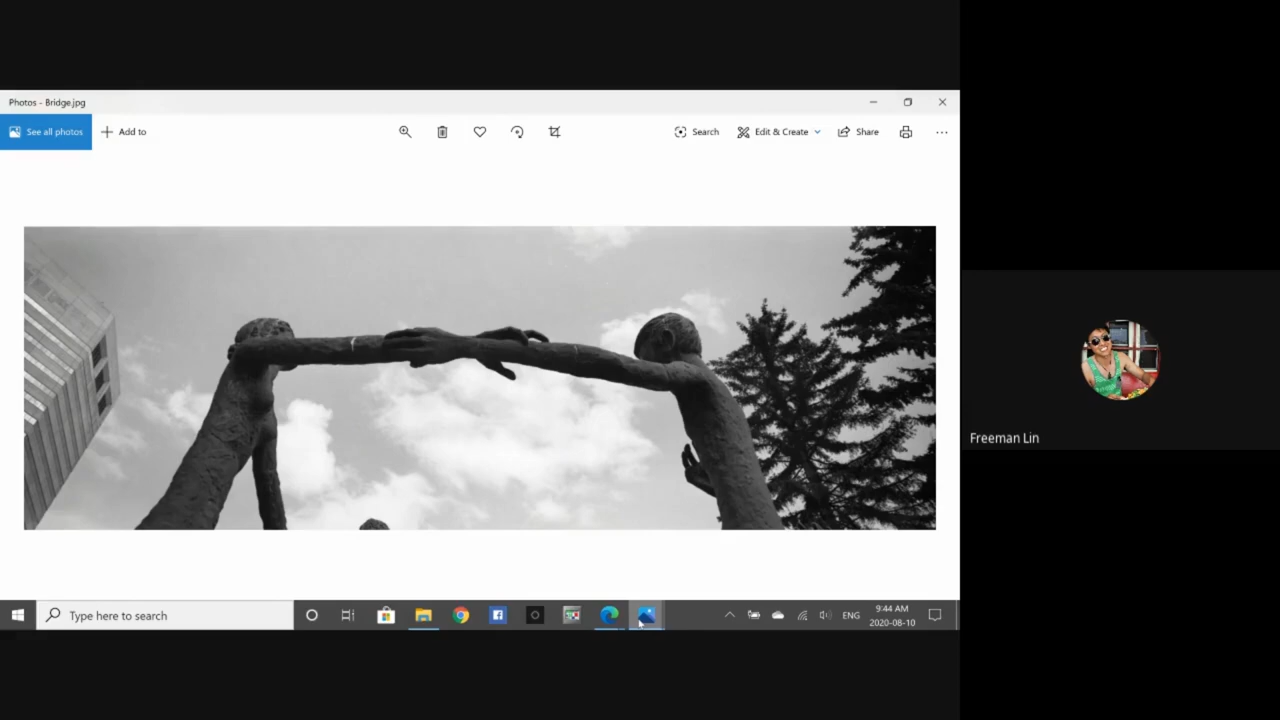 Photos - Bridge.jpg
See all photos
Add to
Search
Edit & Create
Share
Freeman Lin
Type here to search
ENG
9:44 AM
2020-08-10